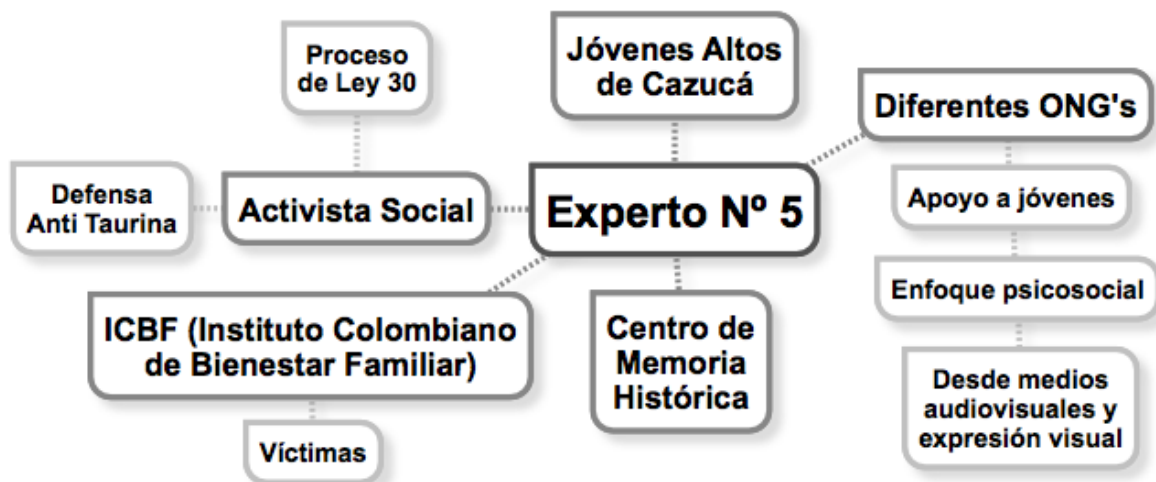 Proceso
de Ley 30
Jóvenes Altos
de Cazucá
Diferentes ONG's
Defensa
Anti Taurina
Activista Social
Experto Nº 5
Apoyo a jóvenes
Enfoque psicosocial
ICBF (Instituto Colombiano
de Bienestar Familiar)
Centro de
Memoria
Histórica
Desde medios
audiovisuales y
expresión visual
Víctimas